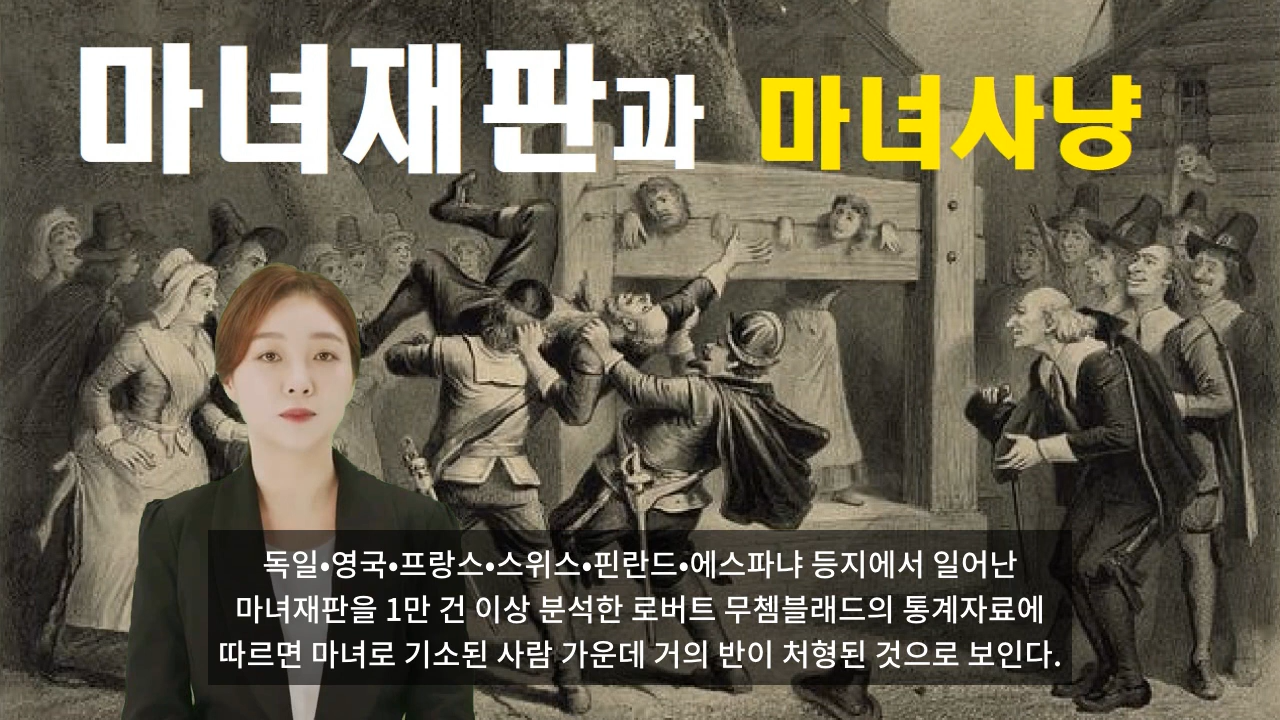 마녀재판과 마녀사냥
독일•영국•프랑스•스위스•핀란드•에스파냐 등지에서 일어난
마녀재판을 1만 건 이상 분석한 로버트 무쳄블래드의 통계자료에
따르면 마녀로 기소된 사람 가운데 거의 반이 처형된 것으로 보인다.